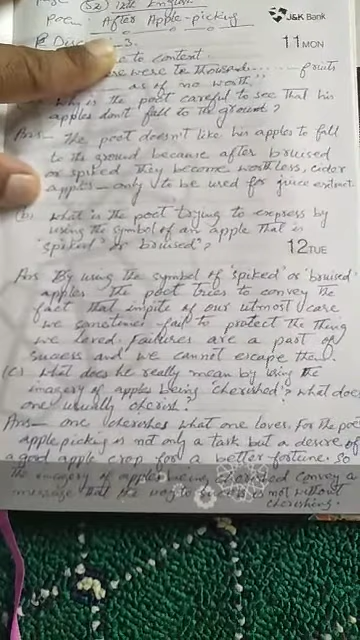 (52) 12th English
Poem: After Apple-picking
J&K Bank
11 MON
3.
to context.
were ten thousand........ fruits
as of no worth"
Why is the poet careful to see that his
apples don't fall to the ground?
Ans- The poet doesn't like his apples to fall
to the ground because after bruised
or spiked they become worthless, cider
apples - only to be used for juice extract.
(b) What is the poet trying to express by
using the symbol of an apple that is
'spiked' or bruised"?
12 TUE
Ans By using the symbol of 'spiked' or 'bruised'
apples the poet tries to convey the
fact that inspite of our utmost care
we sometimes fail to protect the thing
we loved. Failures are a part of
success and we cannot escape them.
(c) What does he really mean by using the
imagery of apples being 'cherished'? What does
one usually cherish?
Ans- One cherishes what one loves. For the poet
apple picking is not only a task but a desire of
a good apple crop for a better fortune. So
the imagery of apples being cherished convey a
message that the way to is not without
cherishing.